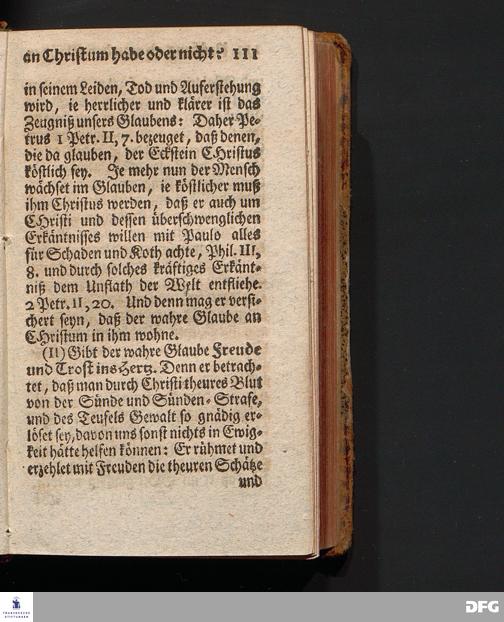 an Christum habe oder nicht? 111
in seinem Leiden, Tod und Auferstehung
wird, ie herrlicher und klärer ist das
Zeugniß unsers Glaubens: Daher Pe-
trus 1 Petr. II, 7. bezeuget, daß denen,
die da glauben, der Eckstein CHristus
köstlich sey. Je mehr nun der Mensch
wächset im Glauben, ie köstlicher muß
ihm Christus werden, daß er auch um
CHristi und dessen überschwenglichen
Erkäntnisses willen mit Paulo alles
für Schaden und Koth achte, Phil. III,
8. und durch solches kräftiges Erkänt-
niß dem Unflath der Welt entfliehe.
2 Petr. II, 20. Und denn mag er versi-
chert seyn, daß der wahre Glaube an
CHristum in ihm wohne.
(II) Gibt der wahre Glaube Freude
und Trost ins Hertz. Denn er betrach-
tet, daß man durch Christi theures Blut
von der Sünde und Sünden-Strafe,
und des Teufels Gewalt so gnädig er-
löset sey, davon uns sonst nichts in Ewig-
keit hätte helfen können: Er rühmet und
erzehlet mit Freuden die theuren Schätze
und
FRANCKESCHE
STIFTUNGEN
DFG